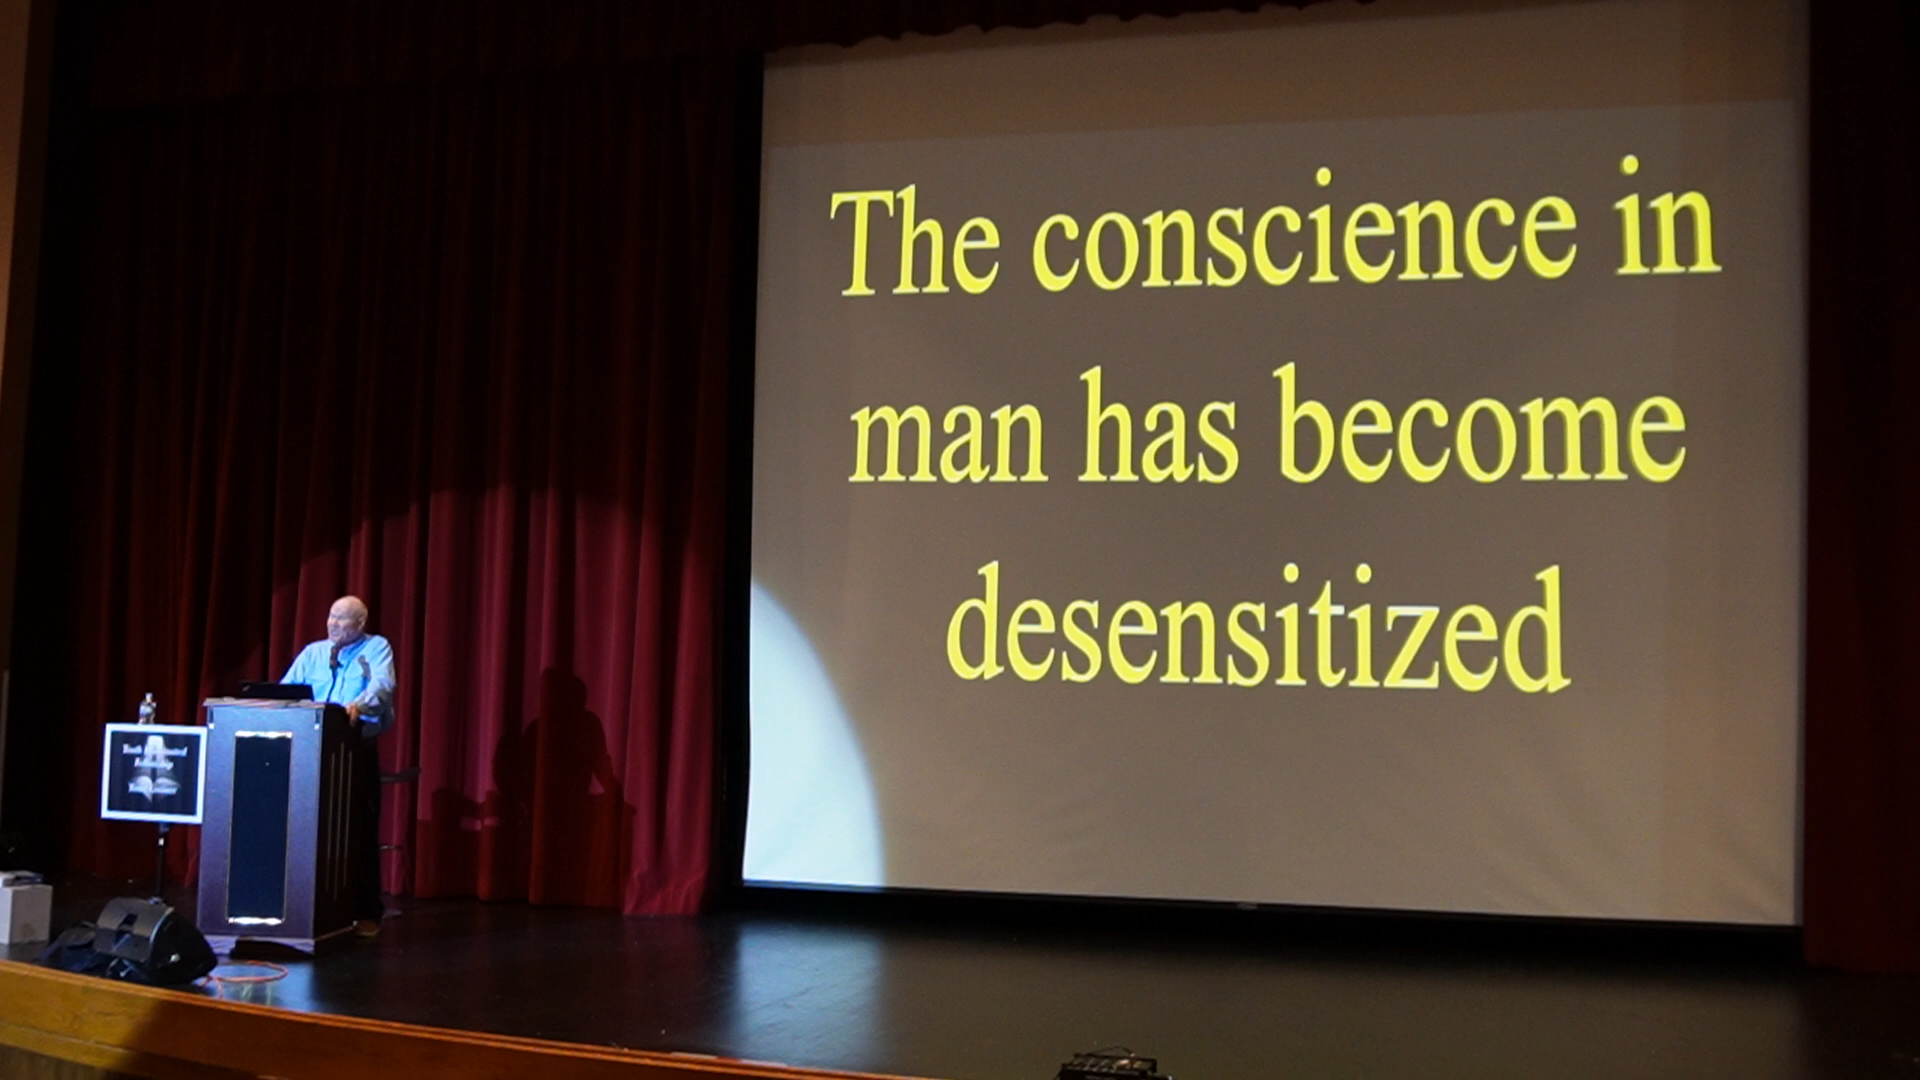 The conscience in
man has become
desensitized